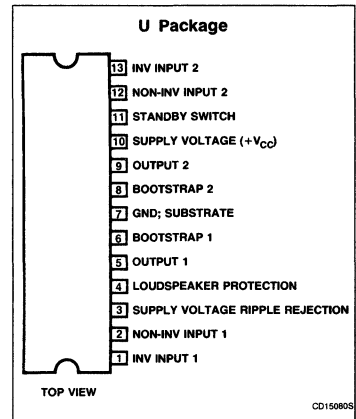 U Package
13 INV INPUT 2
12 NON-INV INPUT 2
11 STANDBY SWITCH
10 SUPPLY VOLTAGE (+VCC)
9 OUTPUT 2
8 BOOTSTRAP 2
7 GND; SUBSTRATE
6 BOOTSTRAP 1
5 OUTPUT 1
4 LOUDSPEAKER PROTECTION
3 SUPPLY VOLTAGE RIPPLE REJECTION
2 NON-INV INPUT 1
1 INV INPUT 1
TOP VIEW
CD15080S